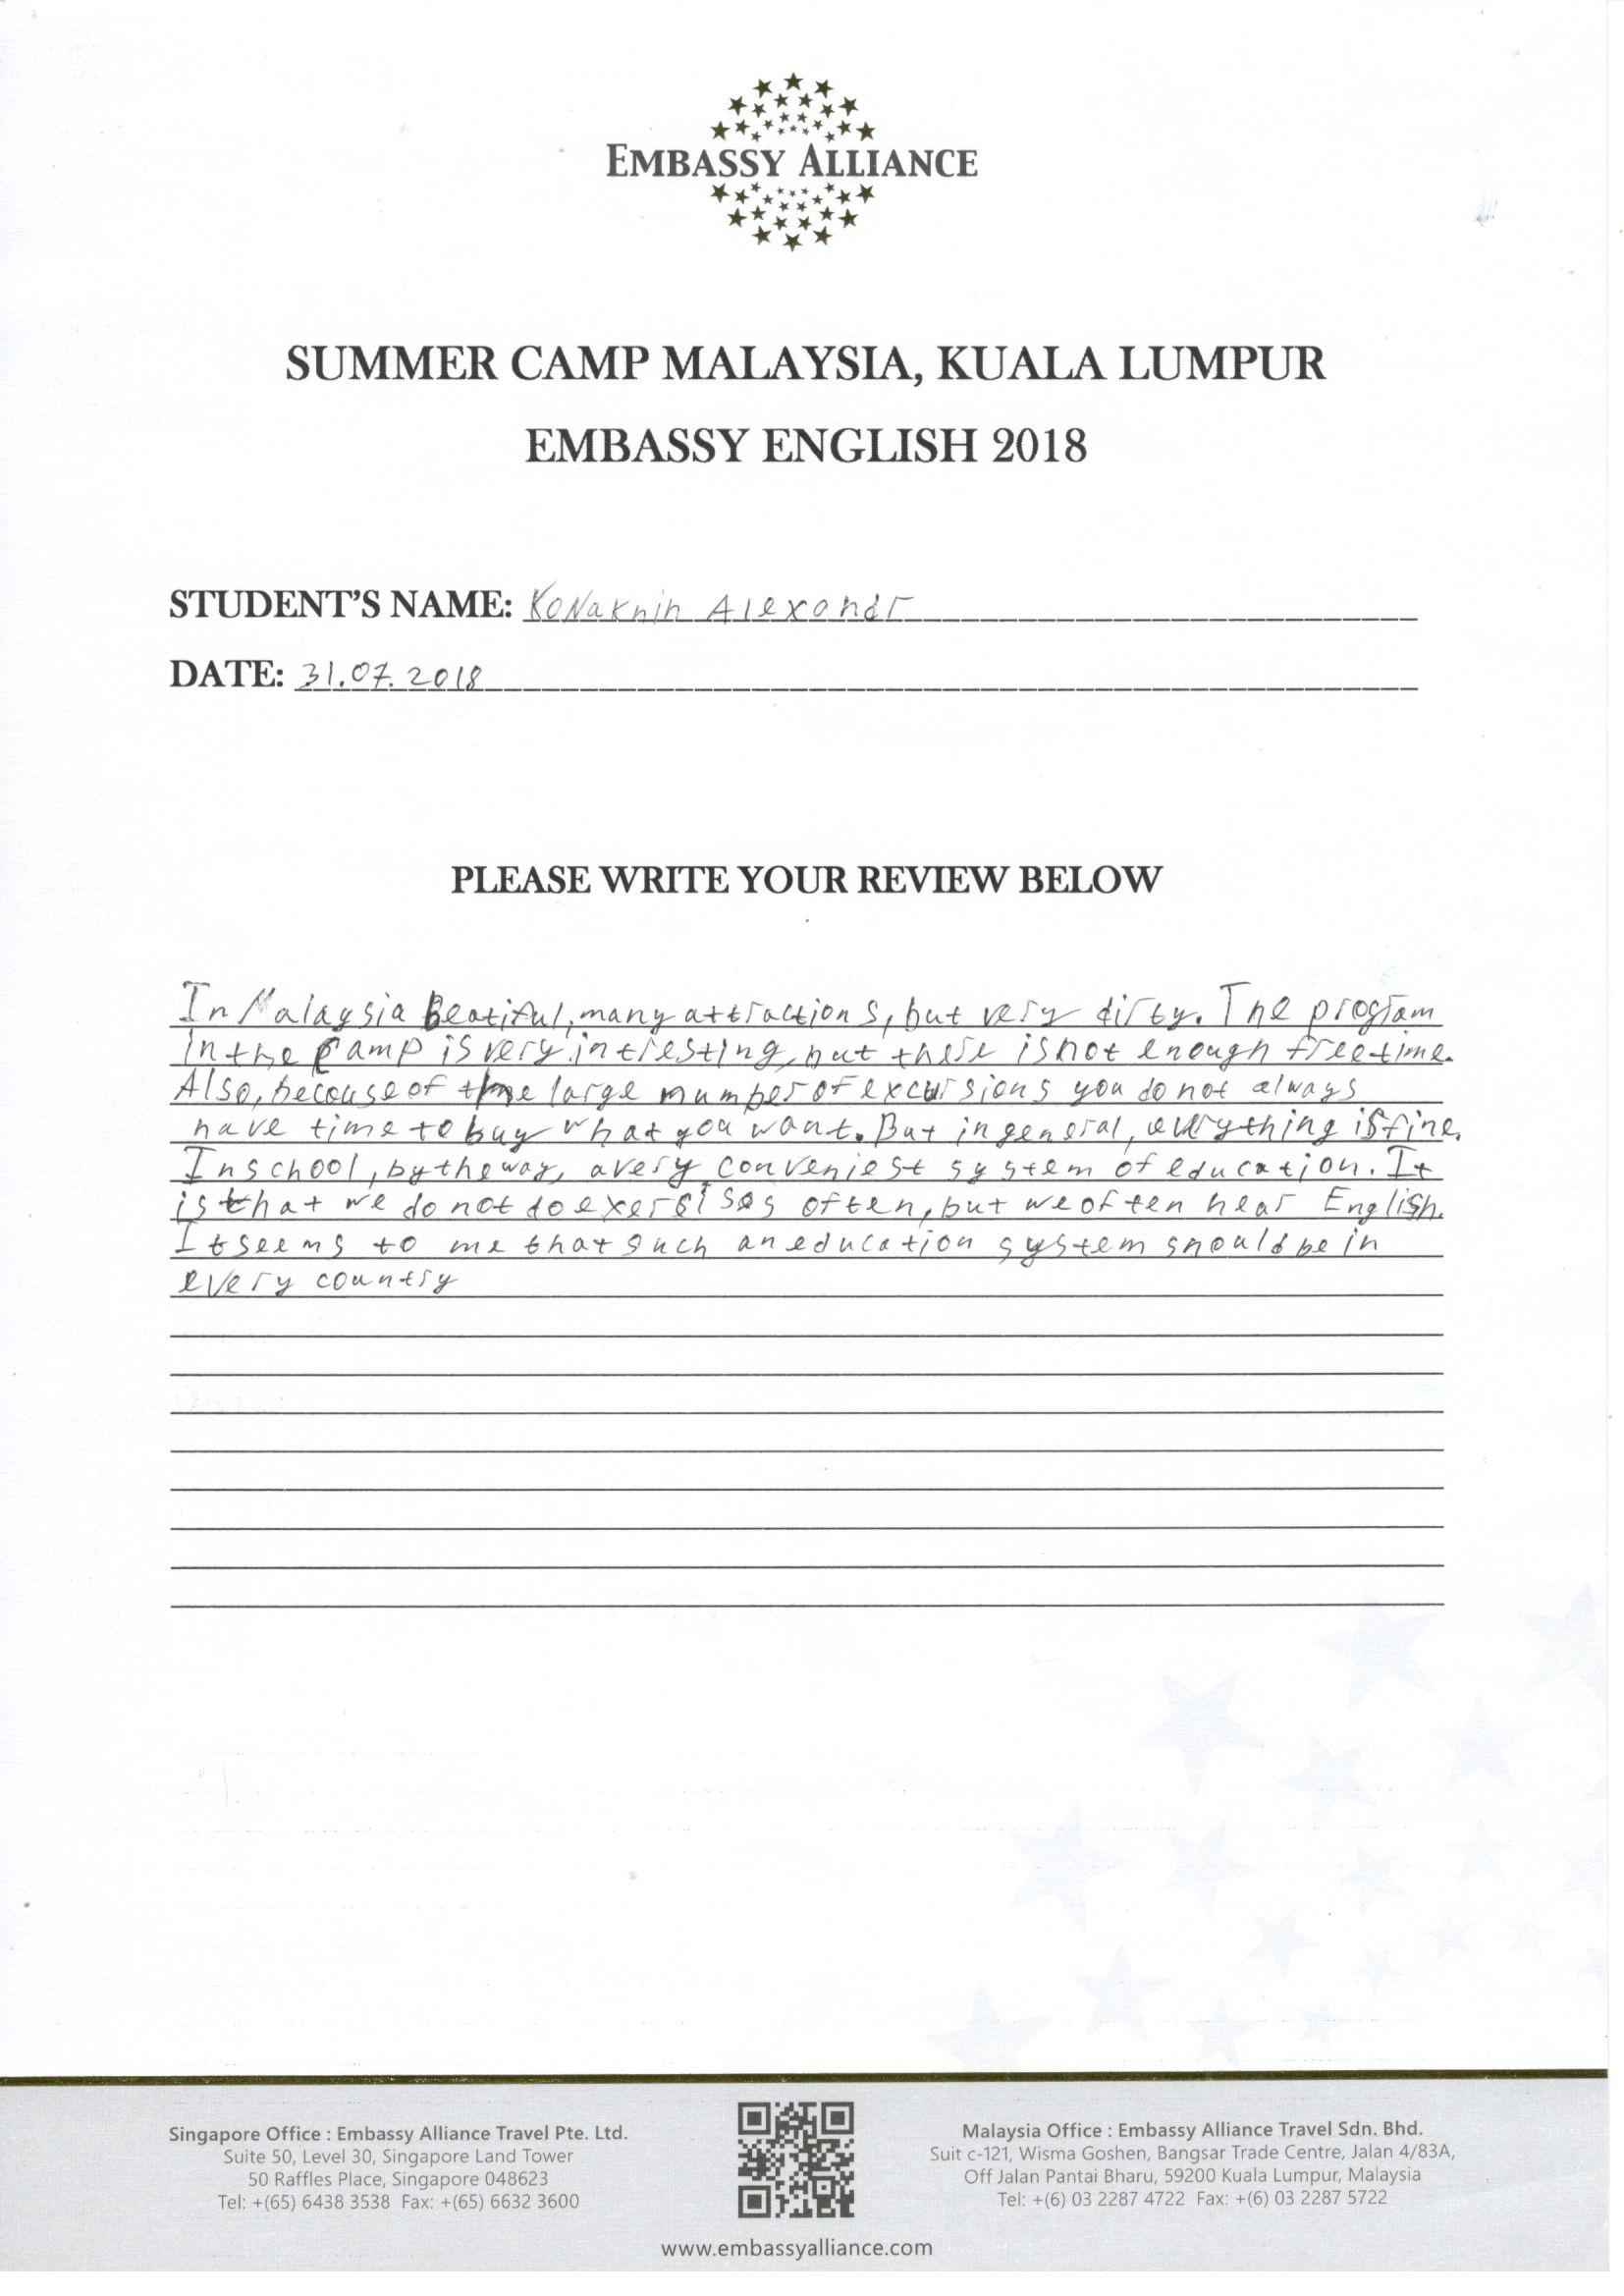 EMBASSY ALLIANCE
SUMMER CAMP MALAYSIA, KUALA LUMPUR
EMBASSY ENGLISH 2018
STUDENT'S NAME: Konaknin Alexandr
DATE: 31.07.2018
PLEASE WRITE YOUR REVIEW BELOW
In Malaysia Beatiful, many attractions, but very dirty. The program
in the camp is very intresting, but there is not enough free time.
Also, because of the large number of excursions you do not always
have time to buy what you want. But in general, everything is fine.
In school, by the way, a very conveniest system of education. It
is that we do not do exercises often, but we often hear English.
It seems to me that such an education system should be in
every country
Singapore Office : Embassy Alliance Travel Pte. Ltd.
Suite 50, Level 30, Singapore Land Tower
50 Raffles Place, Singapore 048623
Tel: +(65) 6438 3538 Fax: +(65) 6632 3600
Malaysia Office : Embassy Alliance Travel Sdn. Bhd.
Suit c-121, Wisma Goshen, Bangsar Trade Centre, Jalan 4/83A,
Off Jalan Pantai Bharu, 59200 Kuala Lumpur, Malaysia
Tel: +(6) 03 2287 4722 Fax: +(6) 03 2287 5722
www.embassyalliance.com